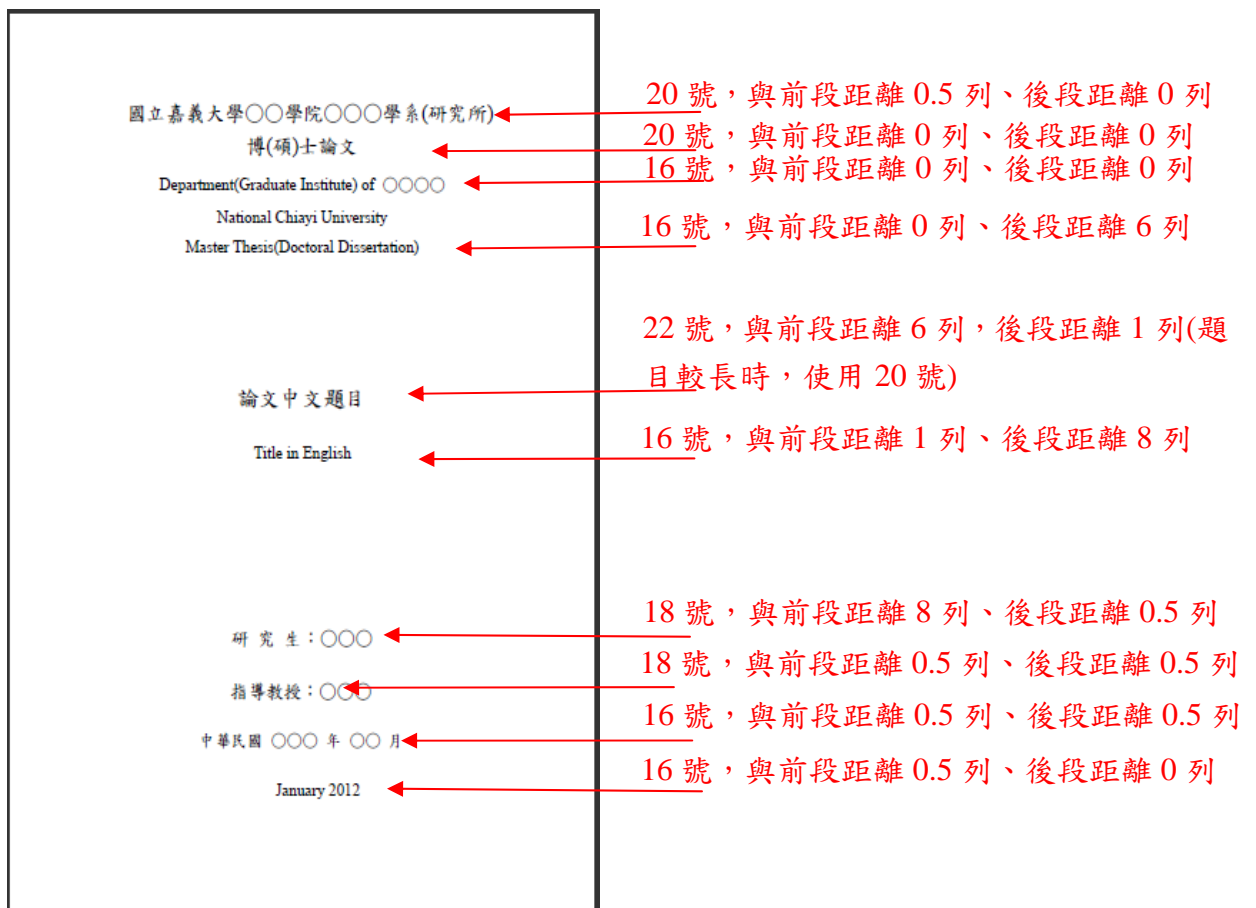 國立嘉義大學○○學院○○○學系(研究所)
20 號，與前段距離 0.5 列、後段距離 0 列
博(碩)士論文
20 號，與前段距離 0 列、後段距離 0 列
Department(Graduate Institute) of ○○○○
16 號，與前段距離 0 列、後段距離 0 列
National Chiayi University
Master Thesis(Doctoral Dissertation)
16 號，與前段距離 0 列、後段距離 6 列
論文中文題目
22 號，與前段距離 6 列，後段距離 1 列(題
目較長時，使用 20 號)
Title in English
16 號，與前段距離 1 列、後段距離 8 列
研 究 生：○○○
18 號，與前段距離 8 列、後段距離 0.5 列
指導教授：○○○
18 號，與前段距離 0.5 列、後段距離 0.5 列
中華民國 ○○○ 年 ○○ 月
16 號，與前段距離 0.5 列、後段距離 0.5 列
January 2012
16 號，與前段距離 0.5 列、後段距離 0 列